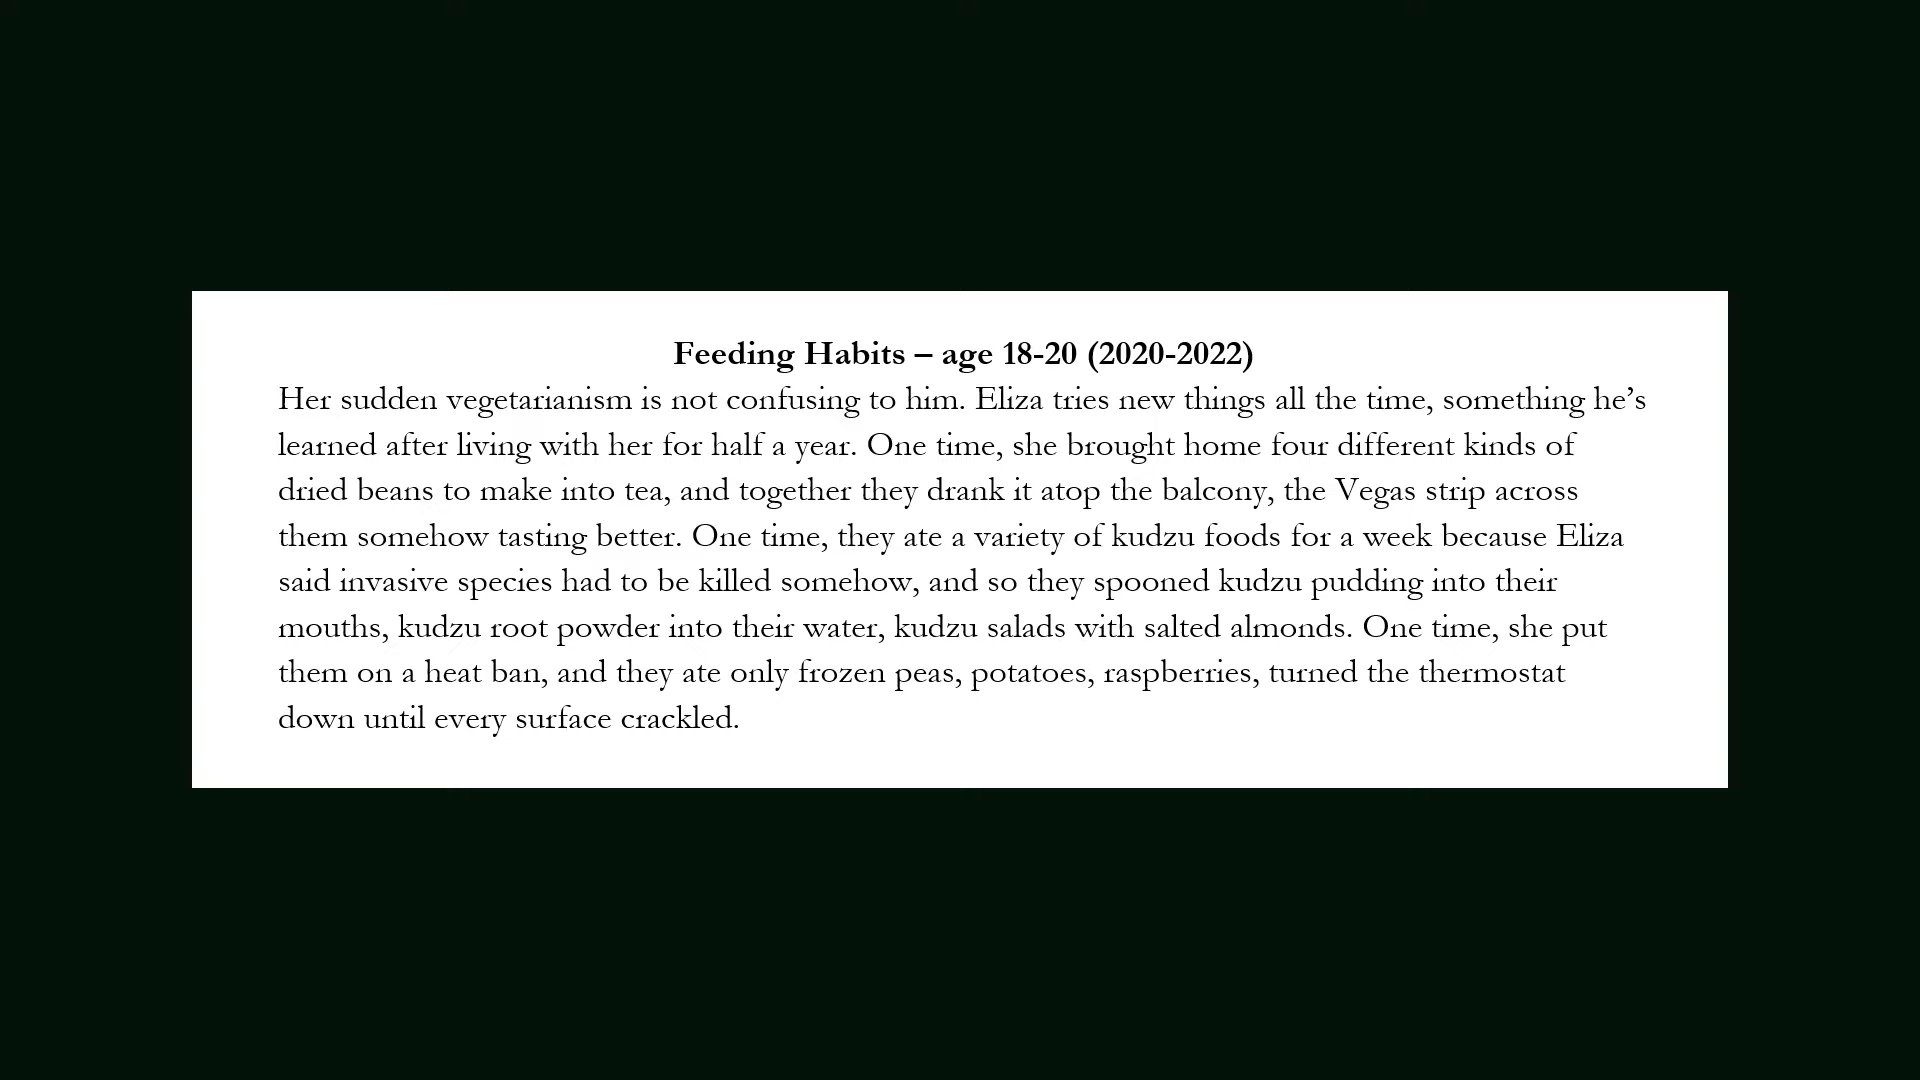 Feeding Habits – age 18-20 (2020-2022)
Her sudden vegetarianism is not confusing to him. Eliza tries new things all the time, something he’s
learned after living with her for half a year. One time, she brought home four different kinds of
dried beans to make into tea, and together they drank it atop the balcony, the Vegas strip across
them somehow tasting better. One time, they ate a variety of kudzu foods for a week because Eliza
said invasive species had to be killed somehow, and so they spooned kudzu pudding into their
mouths, kudzu root powder into their water, kudzu salads with salted almonds. One time, she put
them on a heat ban, and they ate only frozen peas, potatoes, raspberries, turned the thermostat
down until every surface crackled.